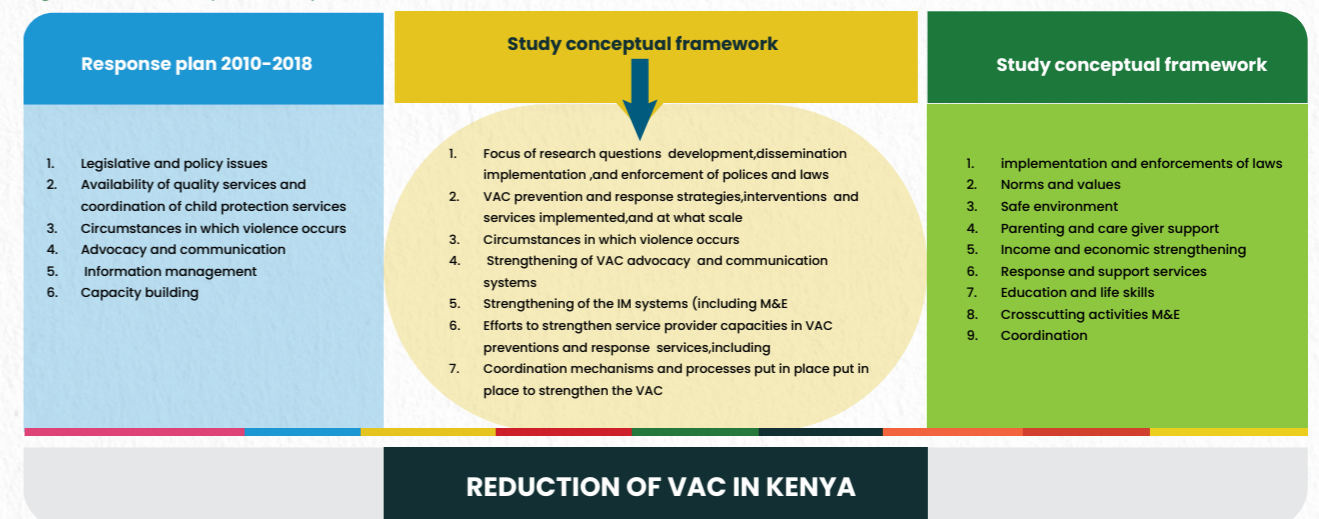 Response plan 2010-2018
1. Legislative and policy issues
2. Availability of quality services and
coordination of child protection services
3. Circumstances in which violence occurs
4. Advocacy and communication
5. Information management
6. Capacity building
Study conceptual framework
1. Focus of research questions development,dissemination
implementation ,and enforcement of polices and laws
2. VAC prevention and response strategies,interventions and
services implemented,and at what scale
3. Circumstances in which violence occurs
4. Strengthening of VAC advocacy and communication
systems
5. Strengthening of the IM systems (including M&E
6. Efforts to strengthen service provider capacities in VAC
preventions and response services,including
7. Coordination mechanisms and processes put in place put in
place to strengthen the VAC
Study conceptual framework
1. implementation and enforcements of laws
2. Norms and values
3. Safe environment
4. Parenting and care giver support
5. Income and economic strengthening
6. Response and support services
7. Education and life skills
8. Crosscutting activities M&E
9. Coordination
REDUCTION OF VAC IN KENYA